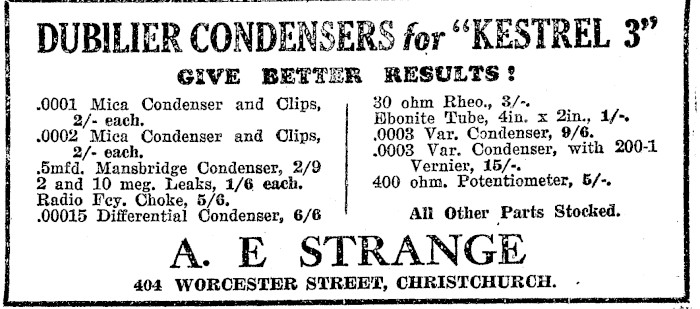 DUBILIER CONDENSERS for "KESTREL 3"
GIVE BETTER RESULTS!
.0001 Mica Condenser and Clips,
2/- each.
.0002 Mica Condenser and Clips,
2/- each.
.5mfd. Mansbridge Condenser, 2/9
2 and 10 meg. Leaks, 1/6 each.
Radio Fcy. Choke, 5/6.
.00015 Differential Condenser, 6/6
30 ohm Rheo., 3/-.
Ebonite Tube, 4in. x 2in., 1/-.
.0003 Var. Condenser, 9/6.
.0003 Var. Condenser, with 200-1
Vernier, 15/-.
400 ohm. Potentiometer, 5/-.
All Other Parts Stocked.
A. E STRANGE
404 WORCESTER STREET, CHRISTCHURCH.